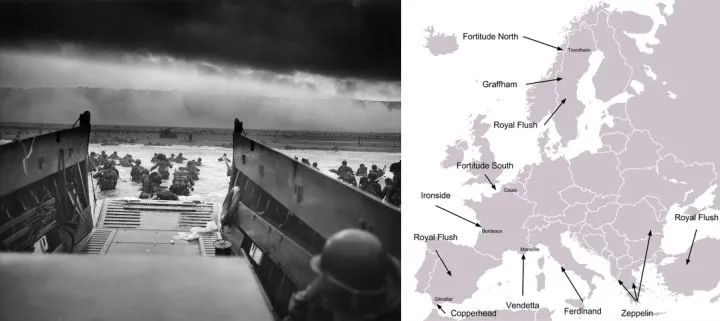 Fortitude North
Trondheim
Graffham
Royal Flush
Fortitude South
Calais
Ironside
Bordeaux
Royal Flush
Royal Flush
Marseille
Gibraltar
Copperhead
Vendetta
Ferdinand
Zeppelin